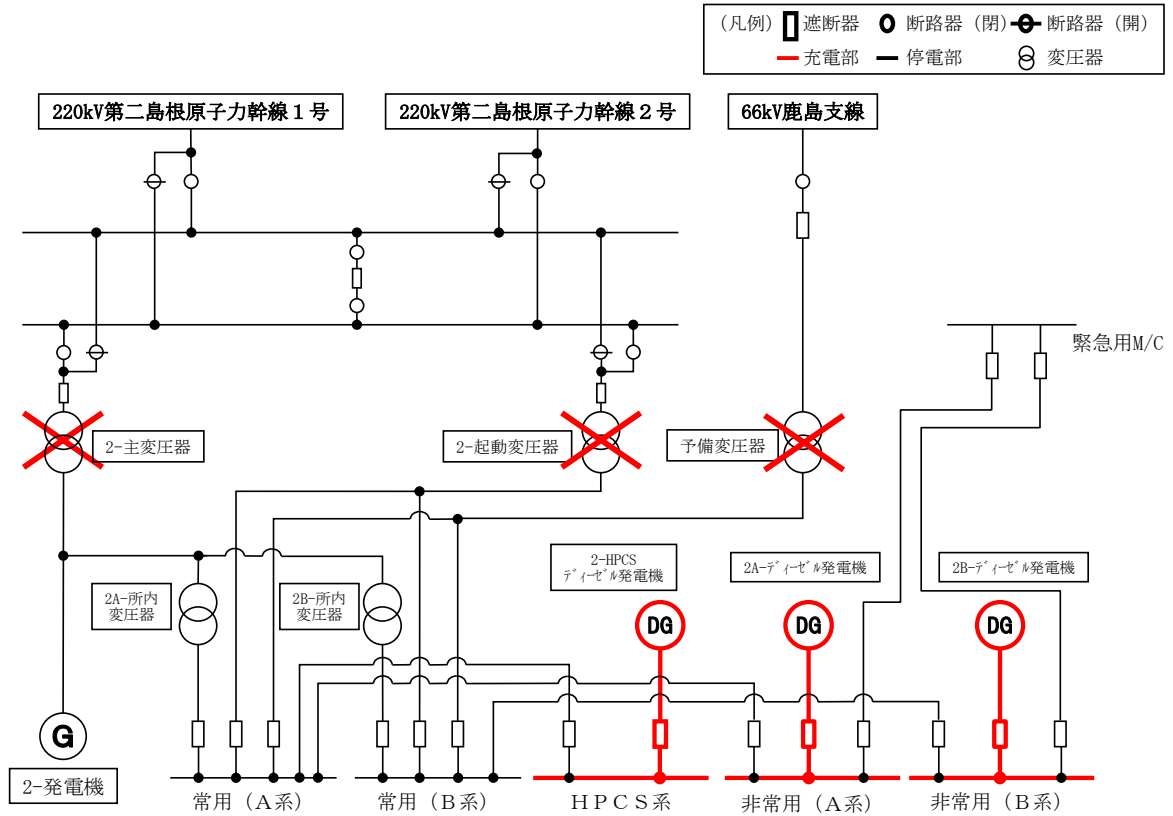 (凡例) 遮断器 断路器（閉） 断路器（開）
充電部 停電部 変圧器
220kV第二島根原子力幹線１号
220kV第二島根原子力幹線２号
66kV鹿島支線
緊急用M/C
2-主変圧器
2-起動変圧器
予備変圧器
2-HPCS
ﾃﾞｨｰｾﾞﾙ発電機
2A-ﾃﾞｨｰｾﾞﾙ発電機
2B-ﾃﾞｨｰｾﾞﾙ発電機
2A-所内
変圧器
2B-所内
変圧器
DG
DG
DG
G
2-発電機
常用（Ａ系）
常用（Ｂ系）
ＨＰＣＳ系
非常用（Ａ系）
非常用（Ｂ系）